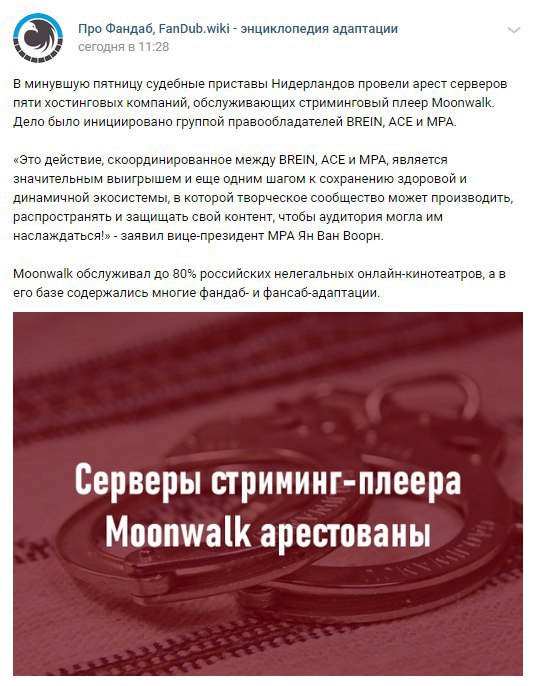 Про Фандаб, FanDub.wiki - энциклопедия адаптации
сегодня в 11:28
В минувшую пятницу судебные приставы Нидерландов провели арест серверов
пяти хостинговых компаний, обслуживающих стриминговый плеер Moonwalk.
Дело было инициировано группой правообладателей BREIN, ACE и MPA.
«Это действие, скоординированное между BREIN, ACE и MPA, является
значительным выигрышем и еще одним шагом к сохранению здоровой и
динамичной экосистемы, в которой творческое сообщество может производить,
распространять и защищать свой контент, чтобы аудитория могла им
наслаждаться!» - заявил вице-президент MPA Ян Ван Воорн.
Moonwalk обслуживал до 80% российских нелегальных онлайн-кинотеатров, а в
его базе содержались многие фандаб- и фансаб-адаптации.
Серверы стриминг-плеера
Moonwalk арестованы